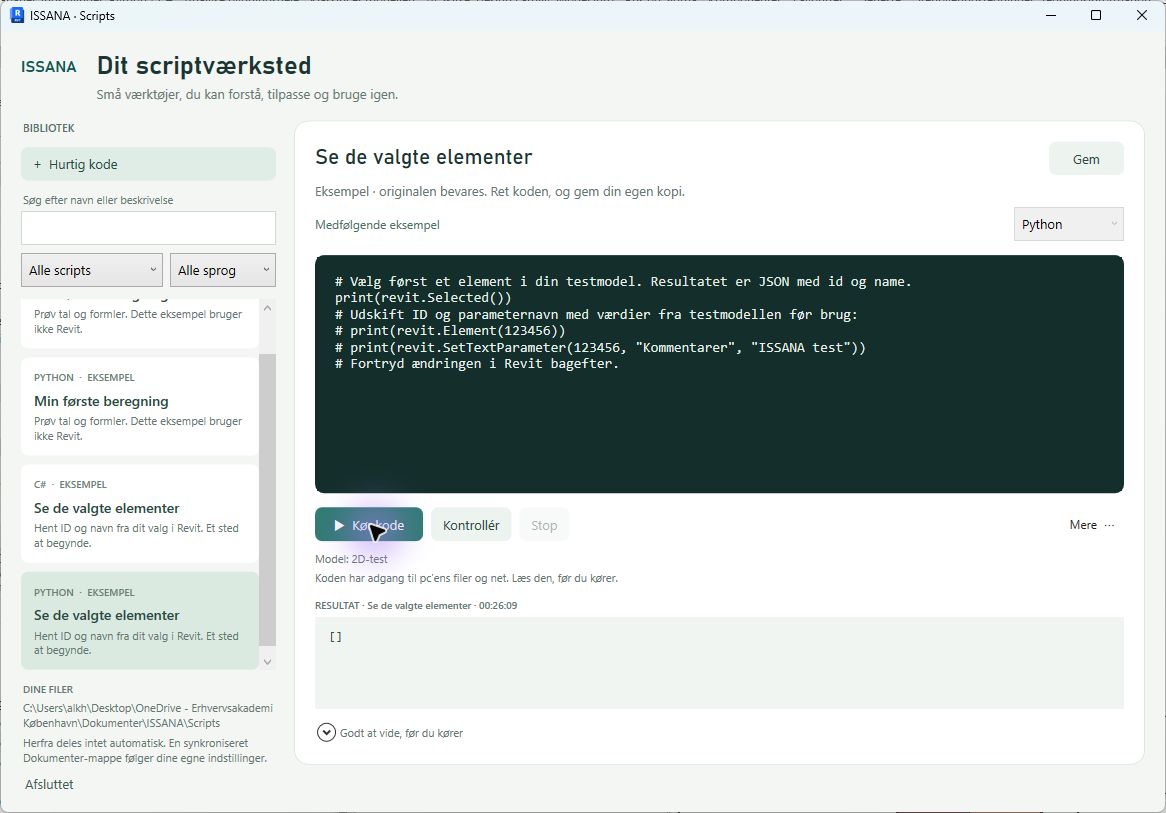 ISSANA · Scripts
ISSANA
Dit scriptværksted
Små værktøjer, du kan forstå, tilpasse og bruge igen.
BIBLIOTEK
+ Hurtig kode
Søg efter navn eller beskrivelse
Alle scripts
Alle sprog
Prøv tal og formler. Dette eksempel bruger
ikke Revit.
PYTHON · EKSEMPEL
Min første beregning
Prøv tal og formler. Dette eksempel bruger
ikke Revit.
C# · EKSEMPEL
Se de valgte elementer
Hent ID og navn fra dit valg i Revit. Et sted
at begynde.
PYTHON · EKSEMPEL
Se de valgte elementer
Hent ID og navn fra dit valg i Revit. Et sted
at begynde.
DINE FILER
C:\Users\alkh\Desktop\OneDrive - Erhvervsakademi
København\Dokumenter\ISSANA\Scripts
Herfra deles intet automatisk. En synkroniseret
Dokumenter-mappe følger dine egne indstillinger.
Afsluttet
Se de valgte elementer
Gem
Eksempel · originalen bevares. Ret koden, og gem din egen kopi.
Medfølgende eksempel
Python
# Vælg først et element i din testmodel. Resultatet er JSON med id og name.
print(revit.Selected())
# Udskift ID og parameternavn med værdier fra testmodellen før brug:
# print(revit.Element(123456))
# print(revit.SetTextParameter(123456, "Kommentarer", "ISSANA test"))
# Fortryd ændringen i Revit bagefter.
Kør kode
Kontrollér
Stop
Mere ···
Model: 2D-test
Koden har adgang til pc'ens filer og net. Læs den, før du kører.
RESULTAT · Se de valgte elementer · 00:26:09
[]
Godt at vide, før du kører